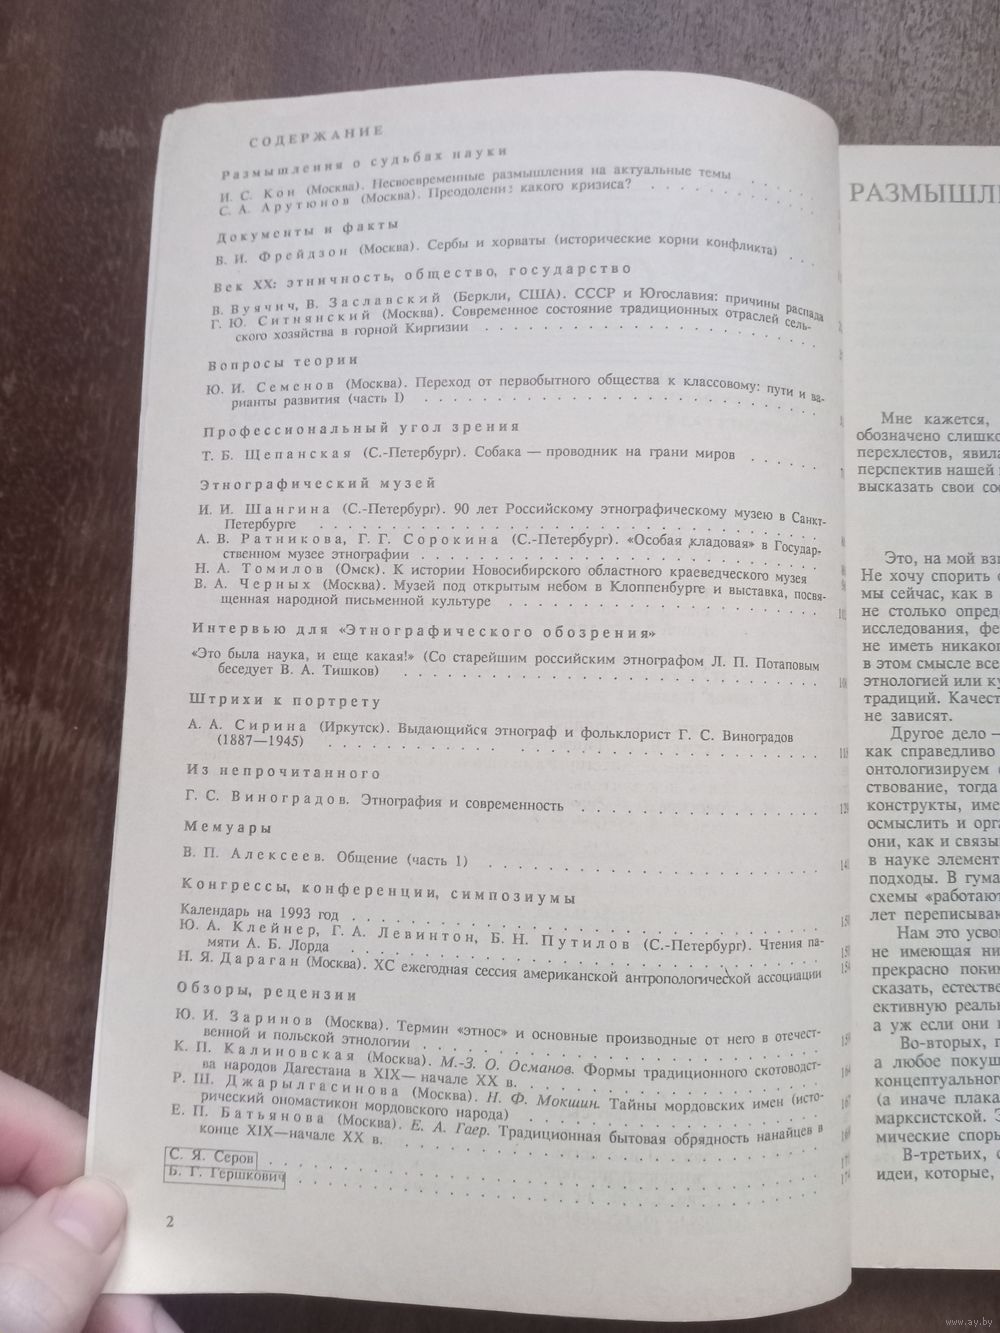 СОДЕРЖАНИЕ
Размышления о судьбах науки
И. С. Кон (Москва). Несвоевременные размышления на актуальные темы
С. А. Арутюнов (Москва). Преодолени: какого кризиса?
Документы и факты
В. И. Фрейдзон (Москва). Сербы и хорваты (исторические корни конфликта)
Век XX: этничность, общество, государство
В. Вуячич, В. Заславский (Беркли, США). СССР и Югославия: причины распада
Г. Ю. Ситнянский (Москва). Современное состояние традиционных отраслей сель-
ского хозяйства в горной Киргизии
Вопросы теории
Ю. И. Семенов (Москва). Переход от первобытного общества к классовому: пути и ва-
рианты развития (часть I)
Профессиональный угол зрения
Т. Б. Щепанская (С.-Петербург). Собака — проводник на грани миров
Этнографический музей
И. И. Шангина (С.-Петербург). 90 лет Российскому этнографическому музею в Санкт-
Петербурге
А. В. Ратникова, Г. Г. Сорокина (С.-Петербург). «Особая кладовая» в Государ-
ственном музее этнографии
Н. А. Томилов (Омск). К истории Новосибирского областного краеведческого музея
В. А. Черных (Москва). Музей под открытым небом в Клоппенбурге и выставка, посвя-
щенная народной письменной культуре
Интервью для «Этнографического обозрения»
«Это была наука, и еще какая!» (Со старейшим российским этнографом Л. П. Потаповым
беседует В. А. Тишков)
Штрихи к портрету
А. А. Сирина (Иркутск). Выдающийся этнограф и фольклорист Г. С. Виноградов
(1887—1945)
Из непрочитанного
Г. С. Виноградов. Этнография и современность
Мемуары
В. П. Алексеев. Общение (часть 1)
Конгрессы, конференции, симпозиумы
Календарь на 1993 год
Ю. А. Клейнер, Г. А. Левинтон, Б. Н. Путилов (С.-Петербург). Чтения па-
мяти А. Б. Лорда
Н. Я. Дараган (Москва). XC ежегодная сессия американской антропологической ассоциации
Обзоры, рецензии
Ю. И. Заринов (Москва). Термин «этнос» и основные производные от него в отечест-
венной и польской этнологии
К. П. Калиновская (Москва). М.-З. О. Османов. Формы традиционного скотоводст-
ва народов Дагестана в XIX— начале XX в.
Р. Ш. Джарылгасинова (Москва). Н. Ф. Мокшин. Тайны мордовских имен (исто-
рический ономастикон мордовского народа)
Е. П. Батьянова (Москва). Е. А. Гаер. Традиционная бытовая обрядность нанайцев в
конце XIX—начале XX в.
С. Я. Серов
Б. Г. Гершкович
2
РАЗМЫШЛ
Мне кажется,
обозначено слишко
перехлестов, явила
перспектив нашей
высказать свои соо
Это, на мой взг
Не хочу спорить о
мы сейчас, как в
не столько опред
исследования, фе
не иметь никаког
в этом смысле все
этнологией или ку
традиций. Качест
не зависят.
Другое дело —
как справедливо
онтологизируем
ствование, тогда
конструкты, име
осмыслить и орга
они, как и связы
в науке элемент
подходы. В гума
схемы «работаю
лет переписыва
Нам это усво
не имеющая ни
прекрасно поним
сказать, естестве
ективную реаль
а уж если они
Во-вторых, г
а любое покуш
концептуального
(а иначе плака
марксистской. Э
мические споры
В-третьих,
идеи, которые,
www.ay.by